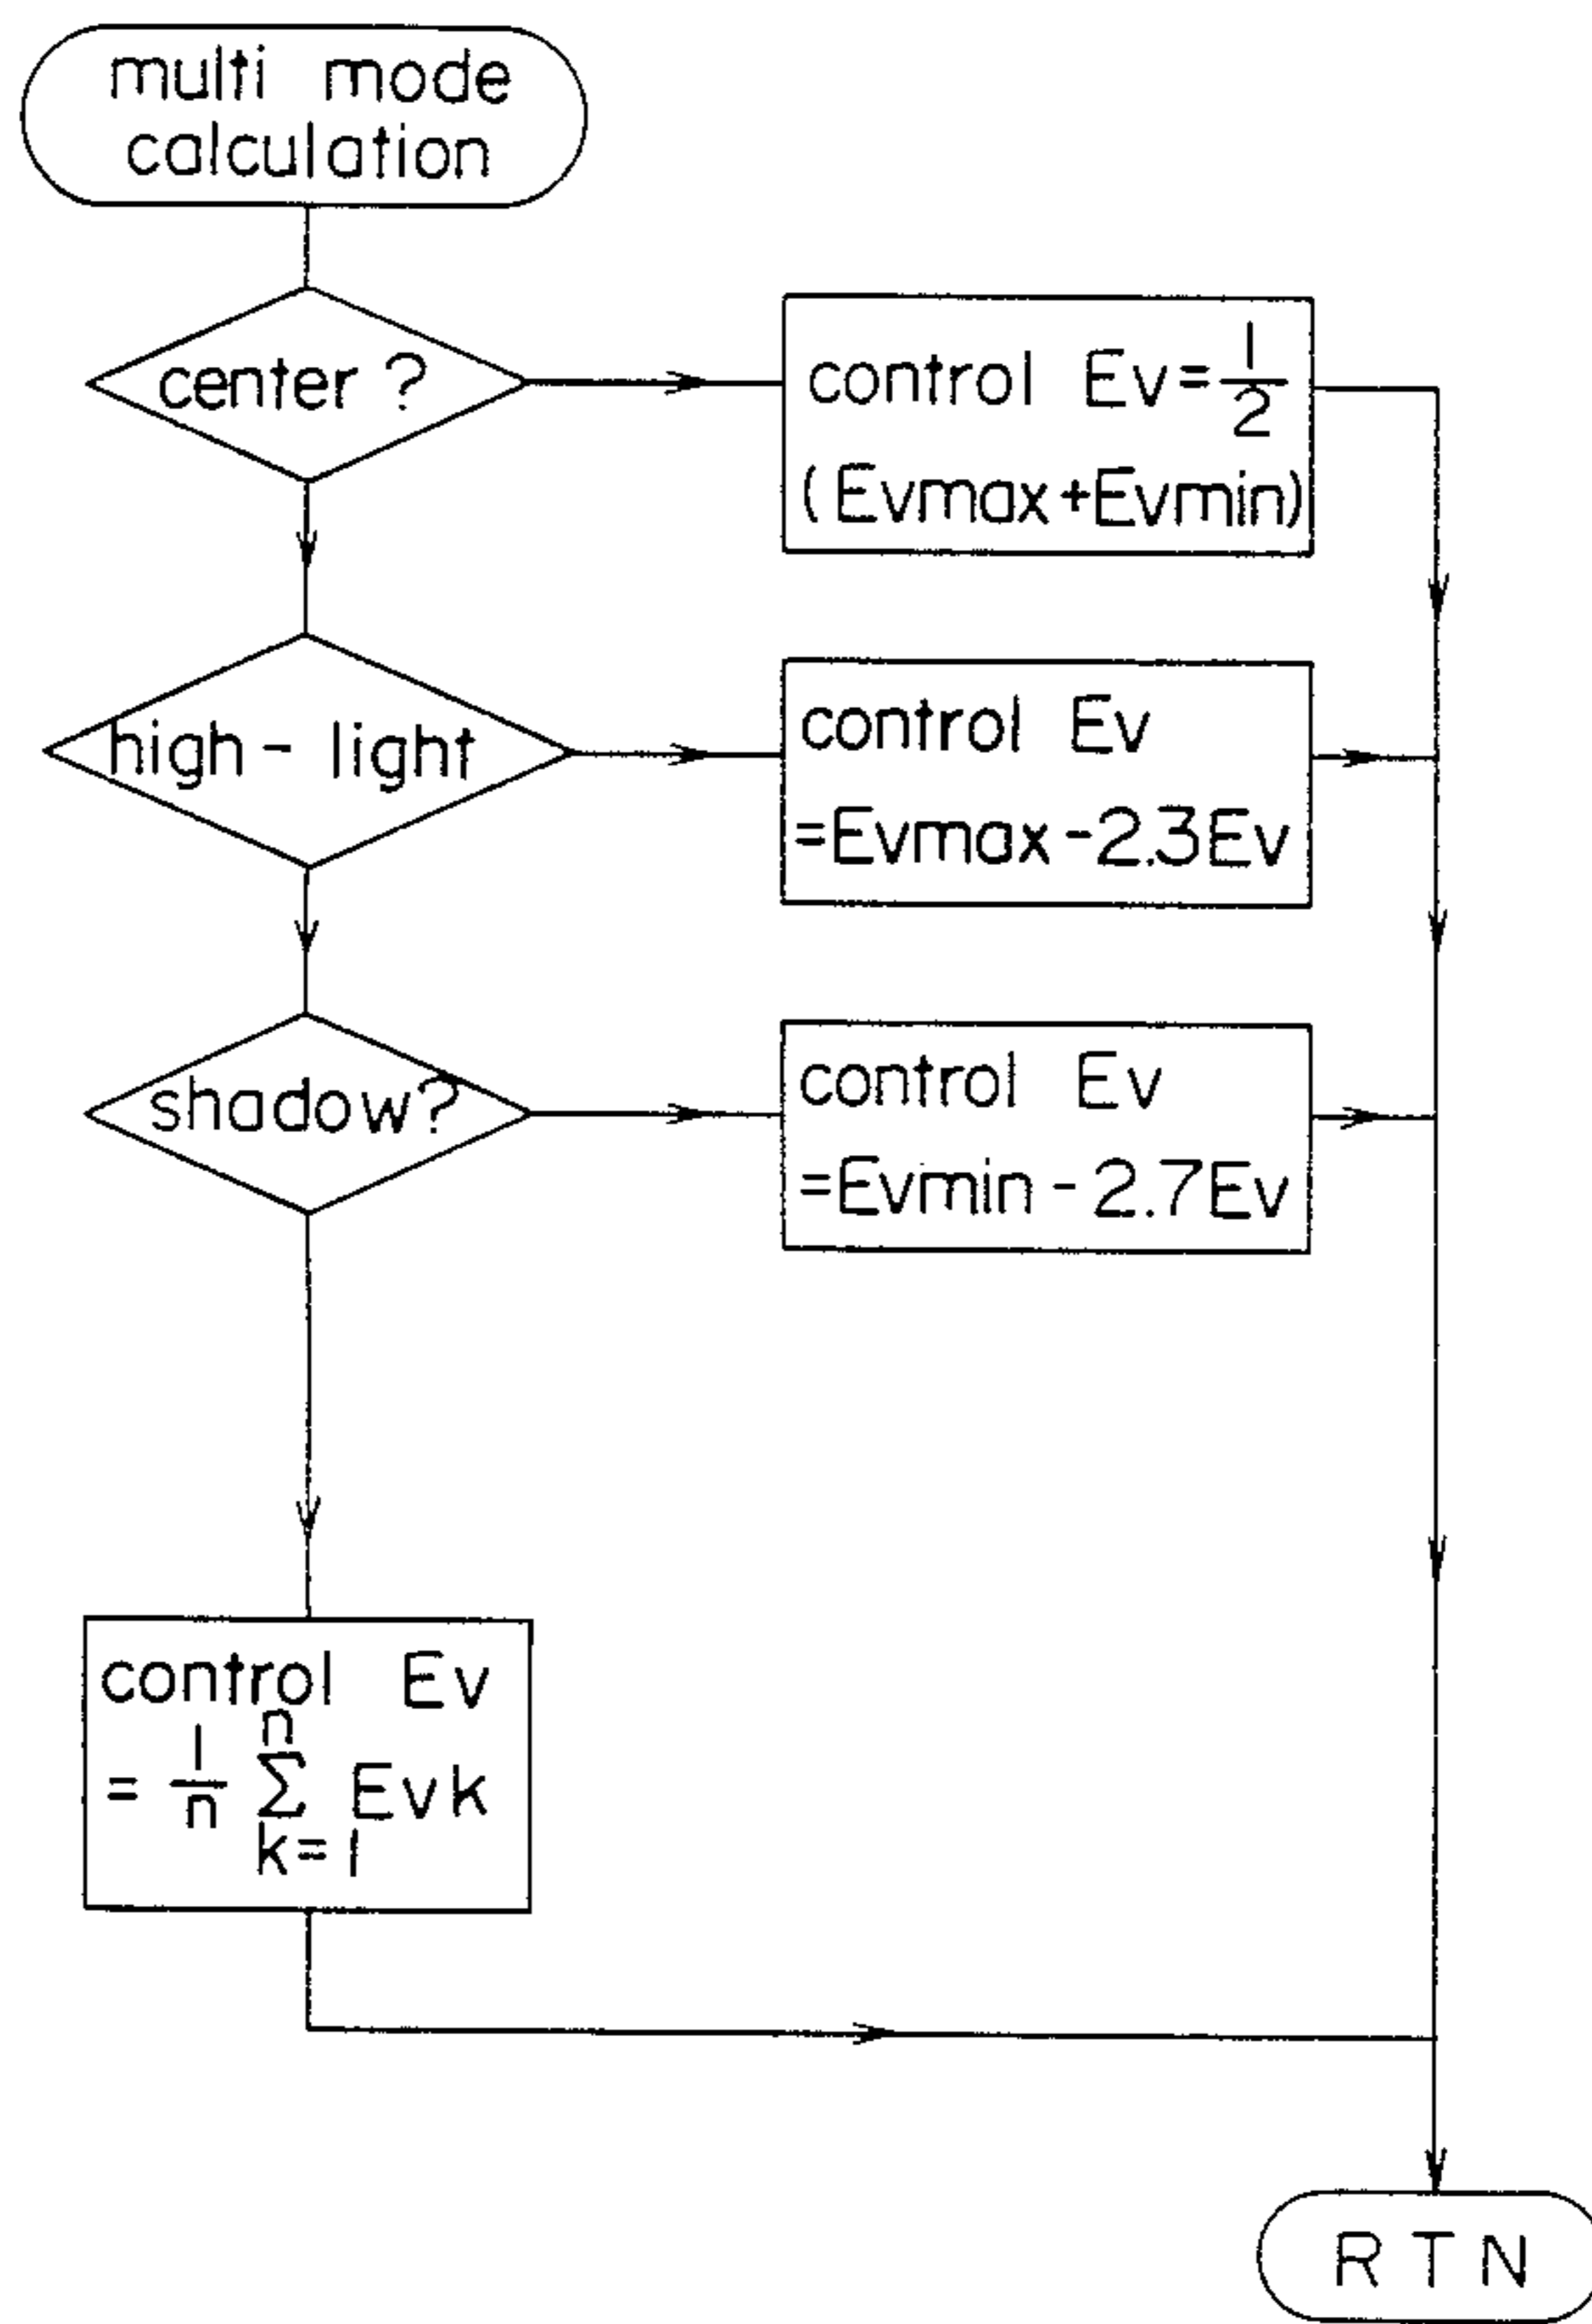 multi mode
calculation
center ?
control Ev = 1/2
(Evmax+Evmin)
high - light
control Ev
=Evmax-2.3Ev
shadow?
control Ev
=Evmin-2.7Ev
control Ev
= 1/n Σ Evk
n
k=1
RTN